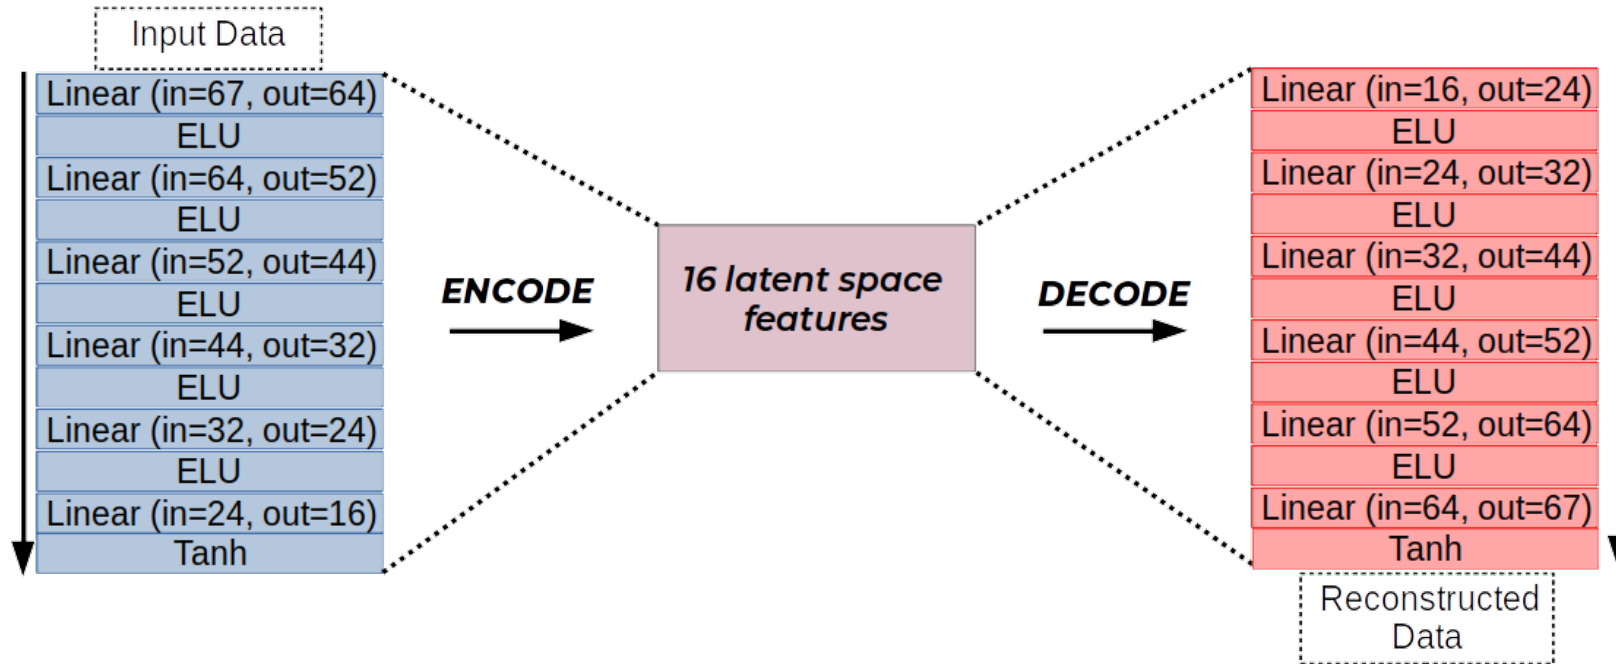 Input Data
Linear (in=67, out=64)
ELU
Linear (in=64, out=52)
ELU
Linear (in=52, out=44)
ELU
Linear (in=44, out=32)
ELU
Linear (in=32, out=24)
ELU
Linear (in=24, out=16)
Tanh
ENCODE
16 latent space
features
DECODE
Linear (in=16, out=24)
ELU
Linear (in=24, out=32)
ELU
Linear (in=32, out=44)
ELU
Linear (in=44, out=52)
ELU
Linear (in=52, out=64)
ELU
Linear (in=64, out=67)
Tanh
Reconstructed
Data